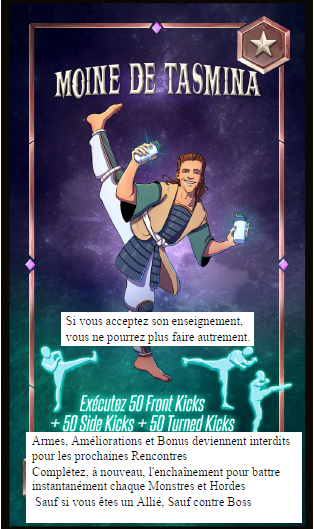 MOINE DE TASMINA
Si vous acceptez son enseignement,
vous ne pourrez plus faire autrement.
Exécutez 50 Front Kicks
+ 50 Side Kicks + 50 Turned Kicks
Armes, Améliorations et Bonus deviennent interdits
pour les prochaines Rencontres
Complétez, à nouveau, l'enchaînement pour battre
instantanément chaque Monstres et Hordes
Sauf si vous êtes un Allié, Sauf contre Boss